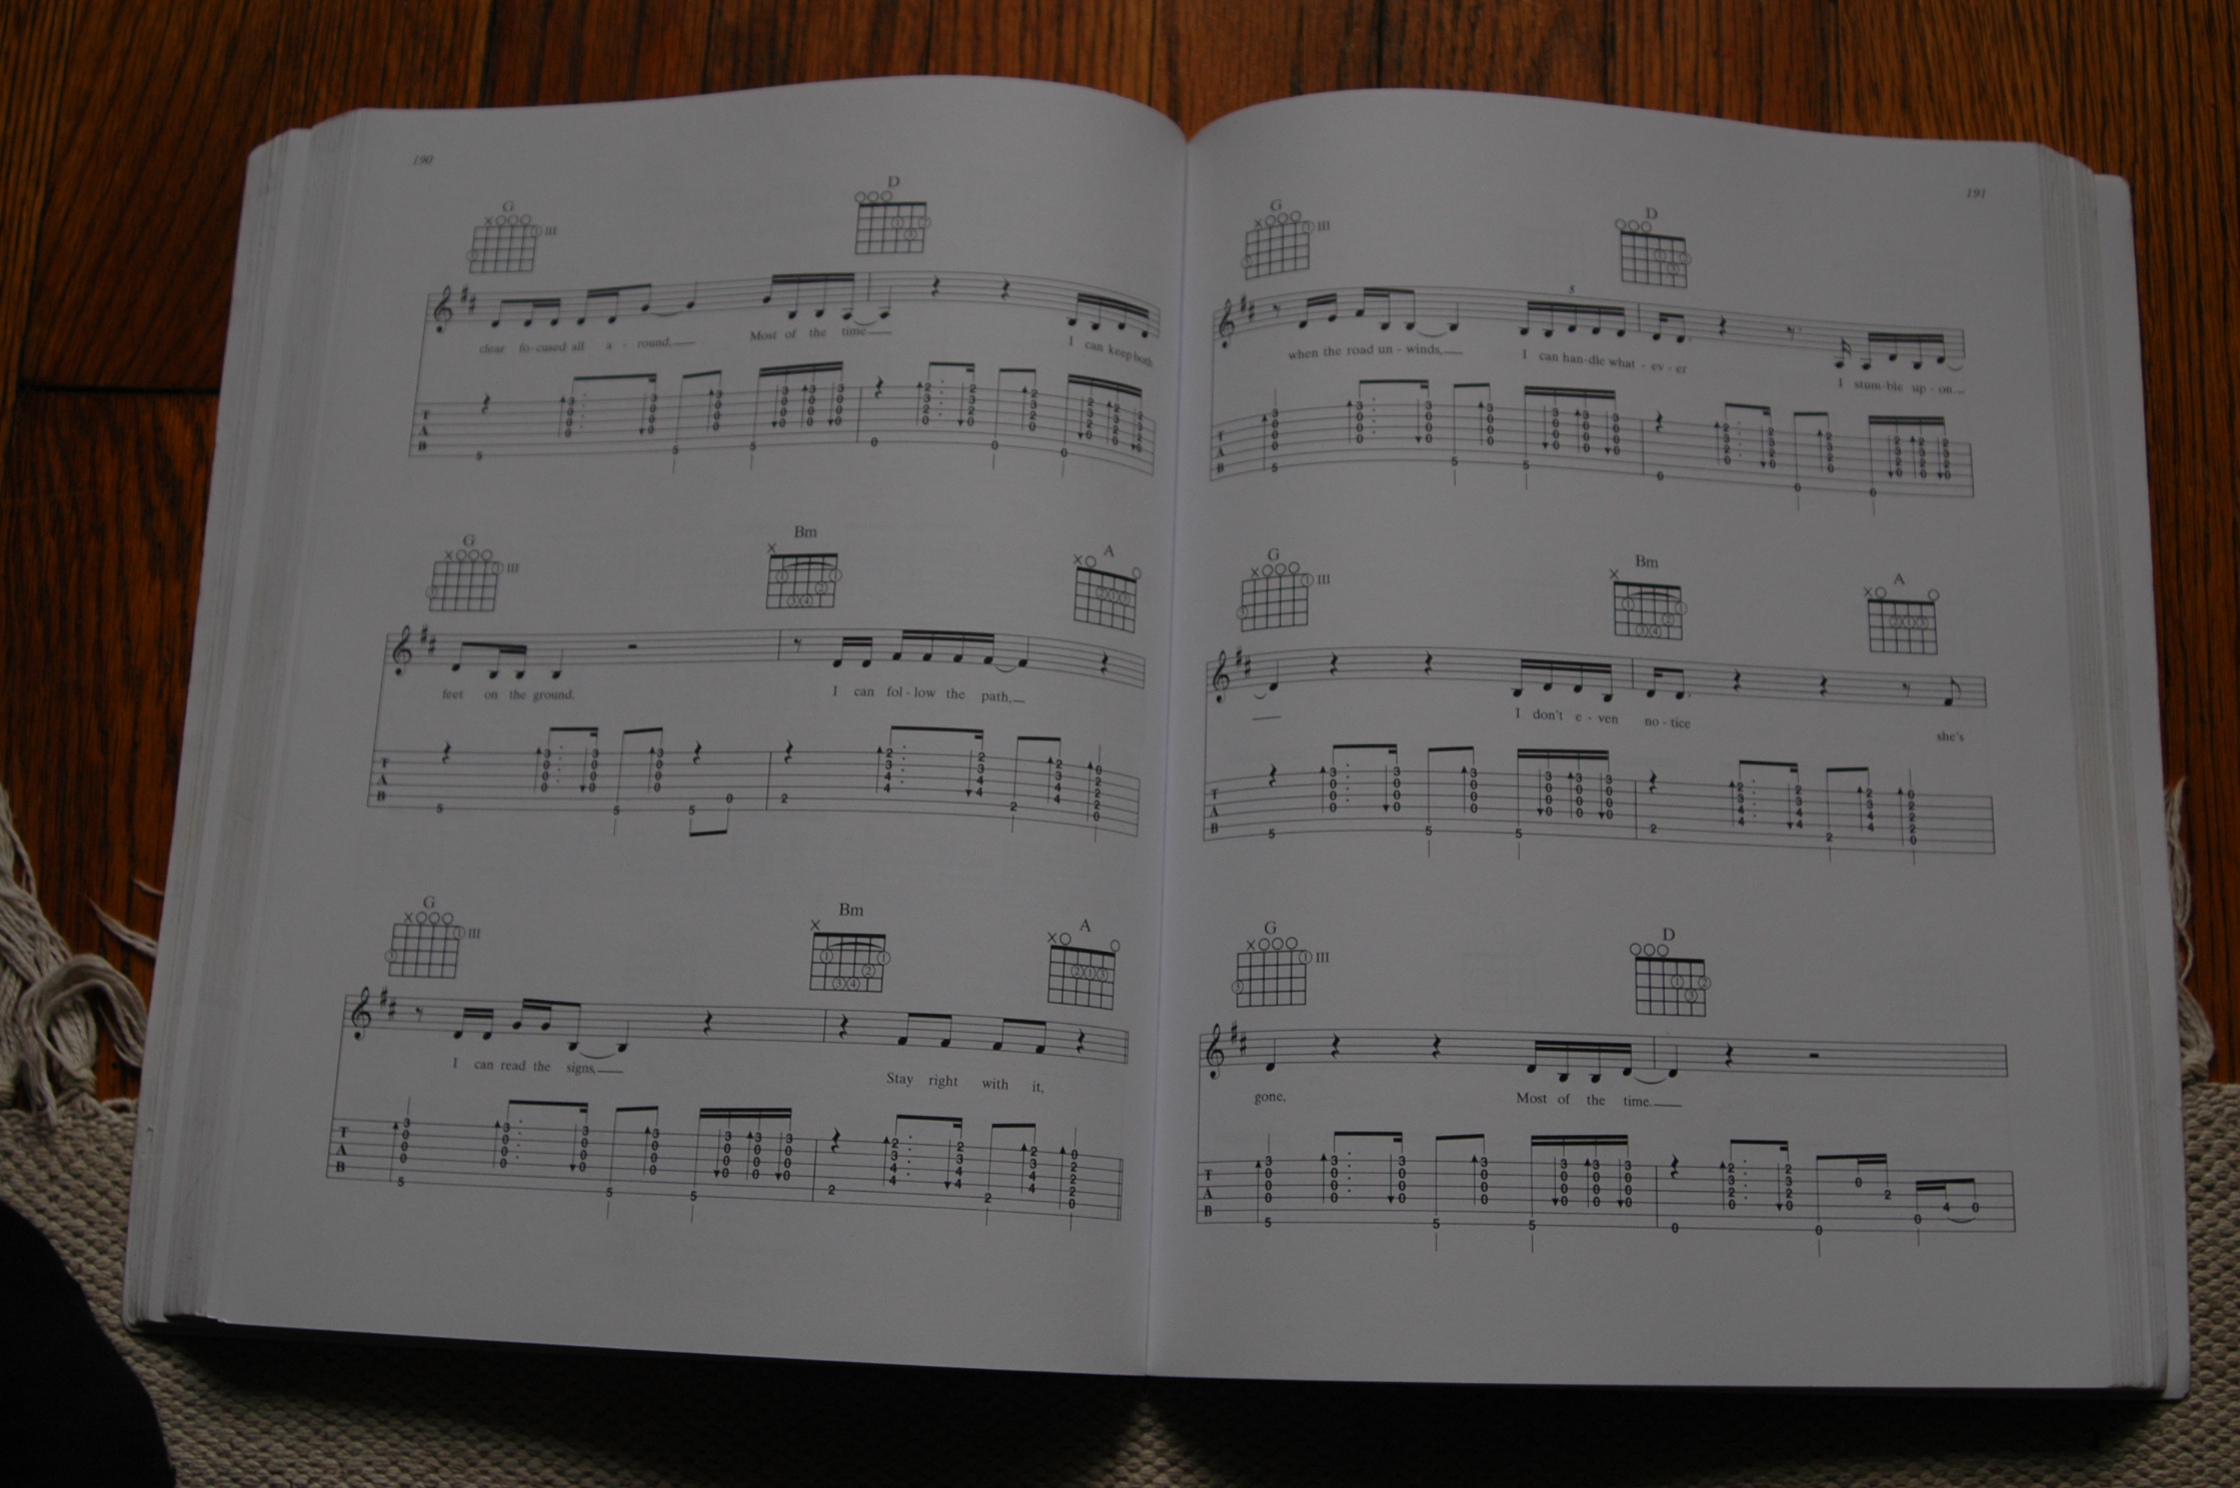 190
G D
III
clear fo-cused all a - round, Most of the time I can keep both
T
A
B
G Bm A
III
feet on the ground. I can fol - low the path,
T
A
B
G Bm A
III
I can read the signs, Stay right with it,
T
A
B
191
G D
III
when the road un - winds, I can han-dle what - ev - er I stum-ble up - on
T
A
B
G Bm A
III
I don't e - ven no - tice she's
T
A
B
G D
III
gone, Most of the time.
T
A
B